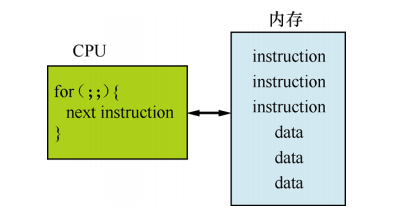 CPU
for(;;){
next instruction
}
内存
instruction
instruction
instruction
data
data
data